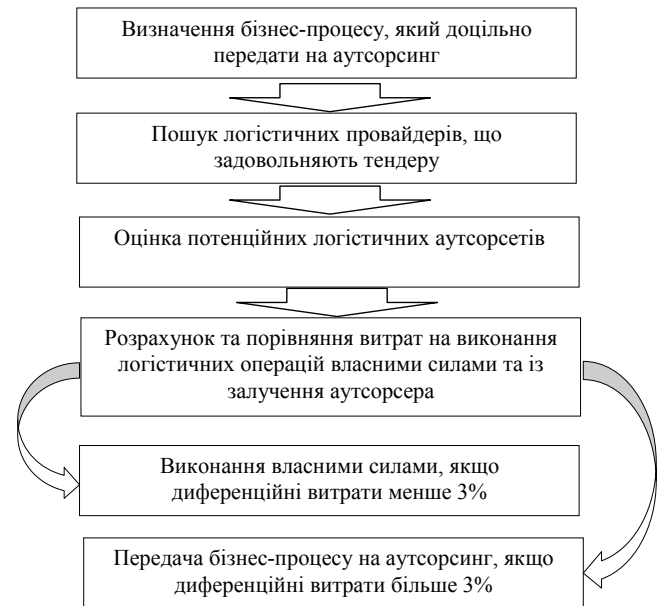 Визначення бізнес-процесу, який доцільно
передати на аутсорсинг
Пошук логістичних провайдерів, що
задовольняють тендеру
Оцінка потенційних логістичних аутсорсетів
Розрахунок та порівняння витрат на виконання
логістичних операцій власними силами та із
залучення аутсорсера
Виконання власними силами, якщо
диференційні витрати менше 3%
Передача бізнес-процесу на аутсорсинг, якщо
диференційні витрати більше 3%